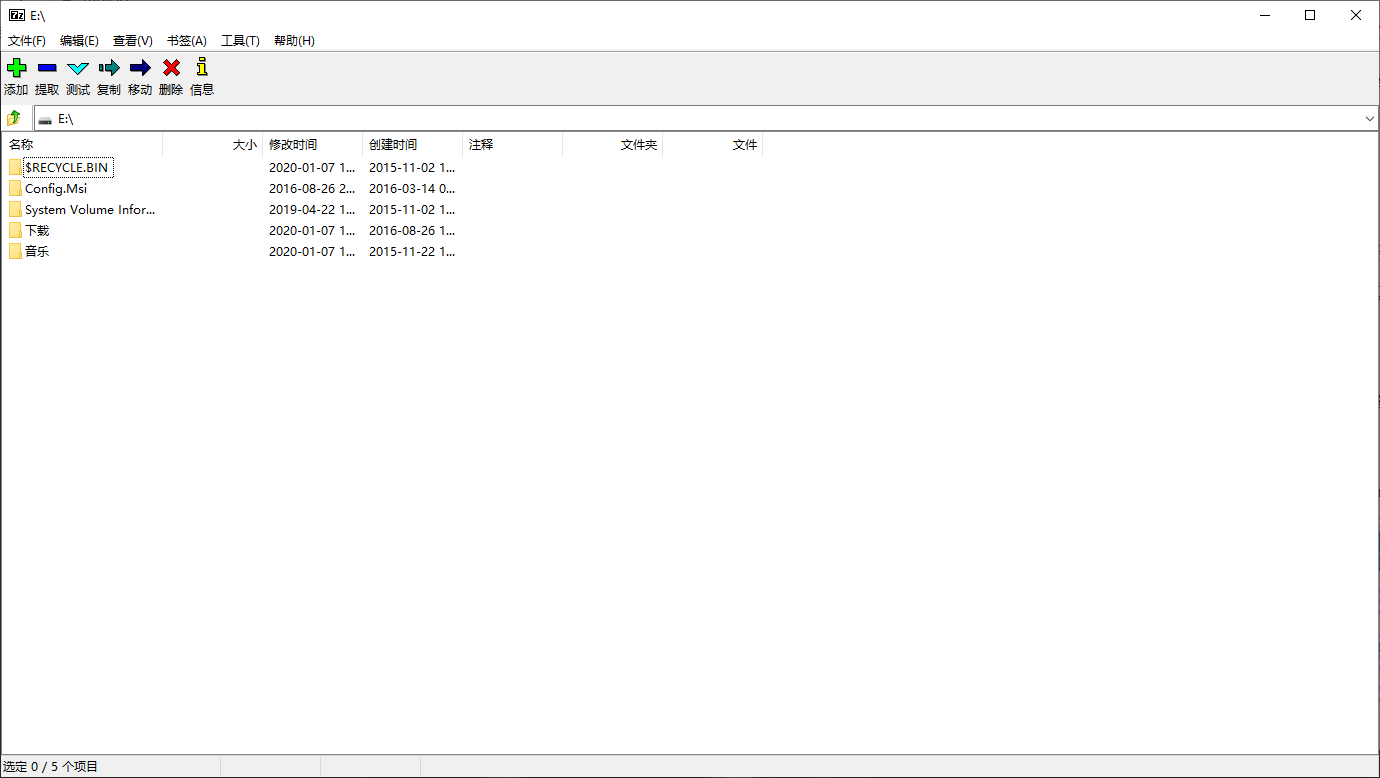 7z E:\
文件(F) 编辑(E) 查看(V) 书签(A) 工具(T) 帮助(H)
添加 提取 测试 复制 移动 删除 信息
E:\
名称 大小 修改时间 创建时间 注释 文件夹 文件
$RECYCLE.BIN 2020-01-07 1... 2015-11-02 1...
Config.Msi 2016-08-26 2... 2016-03-14 0...
System Volume Infor... 2019-04-22 1... 2015-11-02 1...
下载 2020-01-07 1... 2016-08-26 1...
音乐 2020-01-07 1... 2015-11-22 1...
选定 0 / 5 个项目